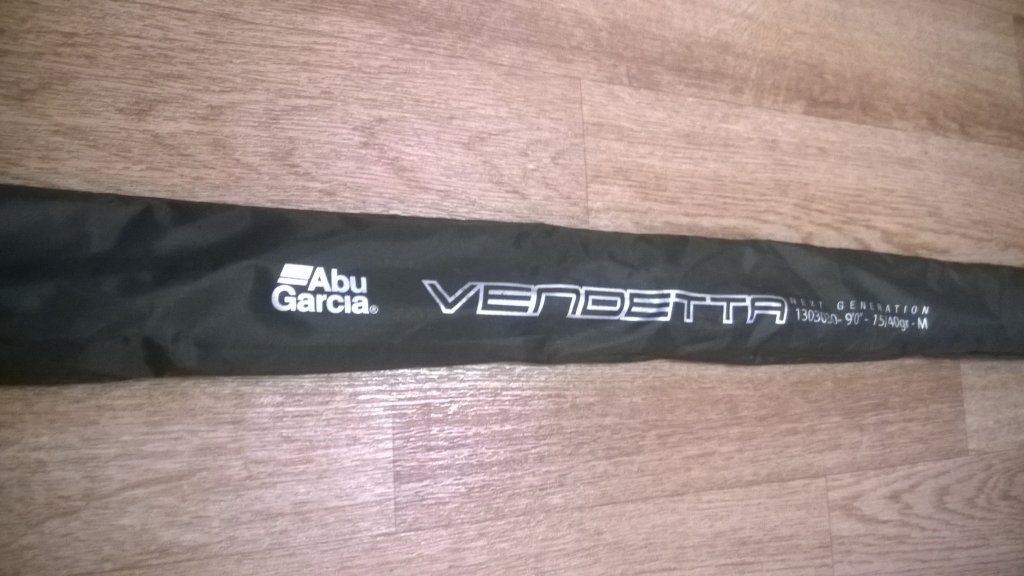 Abu
Garcia®
VENDETTA
NEXT GENERATION
9'0" - 15/40gr - M